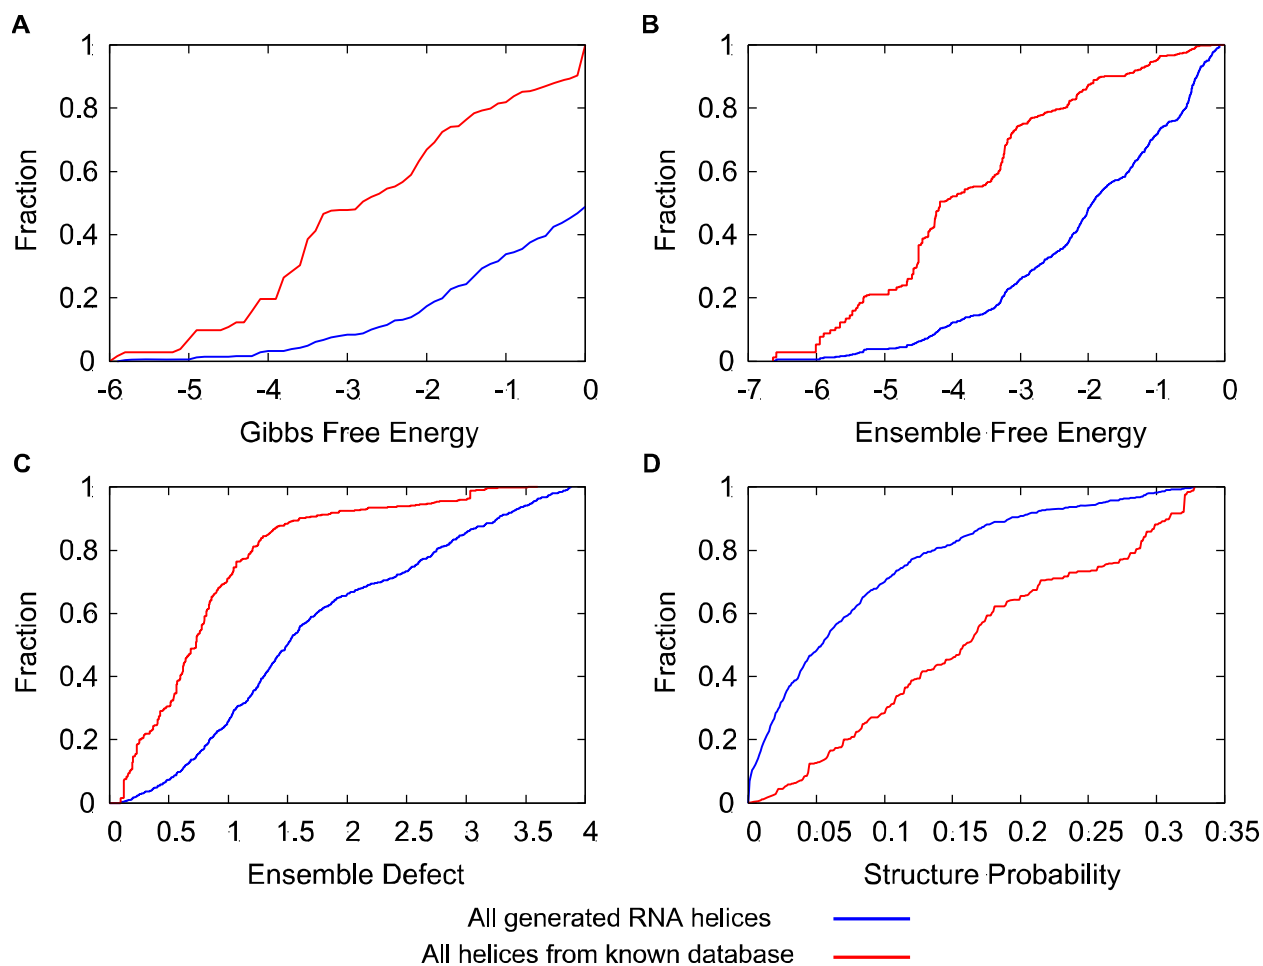 A
1
0.8
0.6
0.4
0.2
0
Fraction
-6 -5 -4 -3 -2 -1 0
Gibbs Free Energy
B
1
0.8
0.6
0.4
0.2
0
Fraction
-7 -6 -5 -4 -3 -2 -1 0
Ensemble Free Energy
C
1
0.8
0.6
0.4
0.2
0
Fraction
0 0.5 1 1.5 2 2.5 3 3.5 4
Ensemble Defect
D
1
0.8
0.6
0.4
0.2
0
Fraction
0 0.05 0.1 0.15 0.2 0.25 0.3 0.35
Structure Probability
All generated RNA helices
All helices from known database